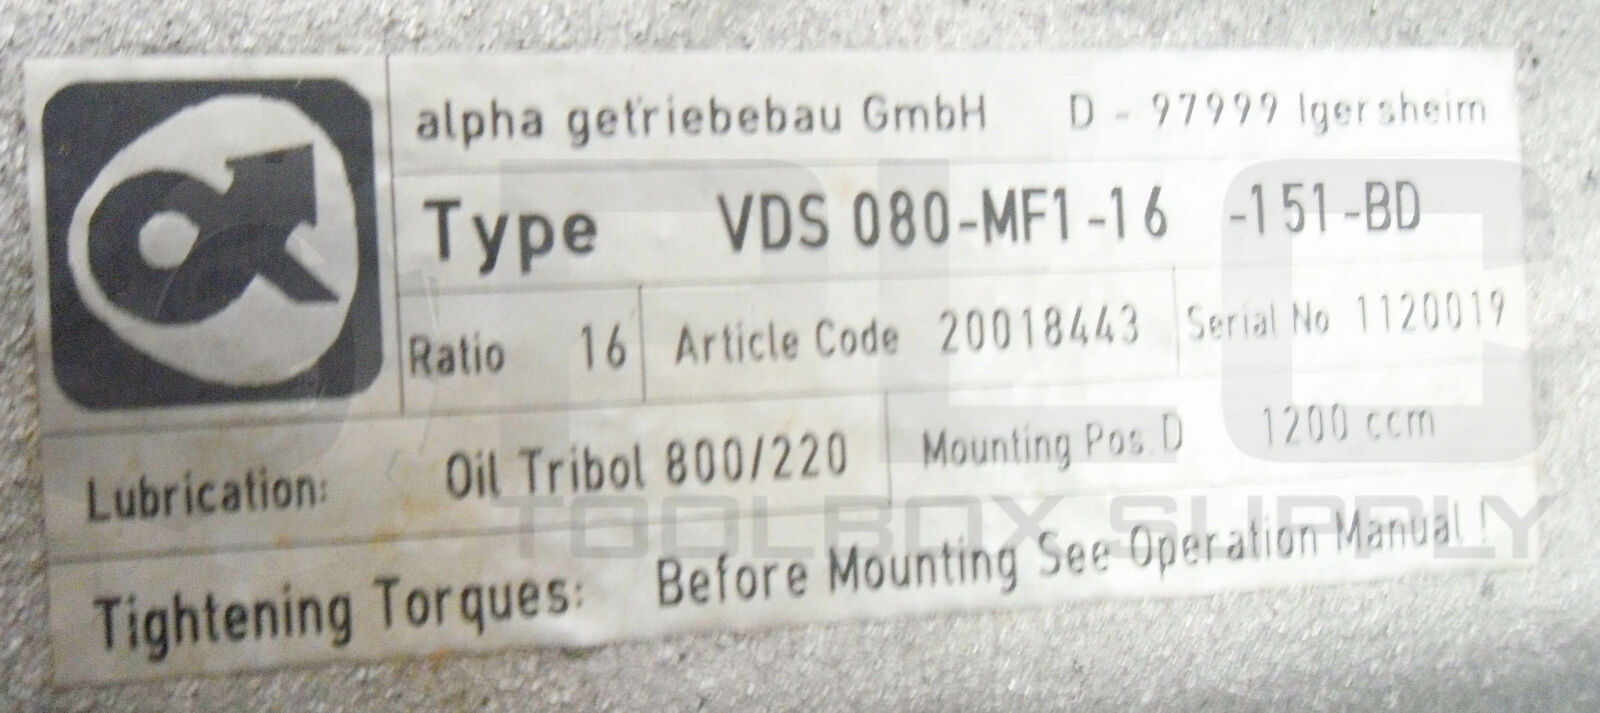 alpha getriebebau GmbH D - 97999 Igersheim
Type VDS 080-MF1-16 -151-BD
Ratio 16 Article Code 20018443 Serial No 1120019
Lubrication: Oil Tribol 800/220 Mounting Pos. D 1200 ccm
Tightening Torques: Before Mounting See Operation Manual !
PLC
TOOLBOX SUPPLY